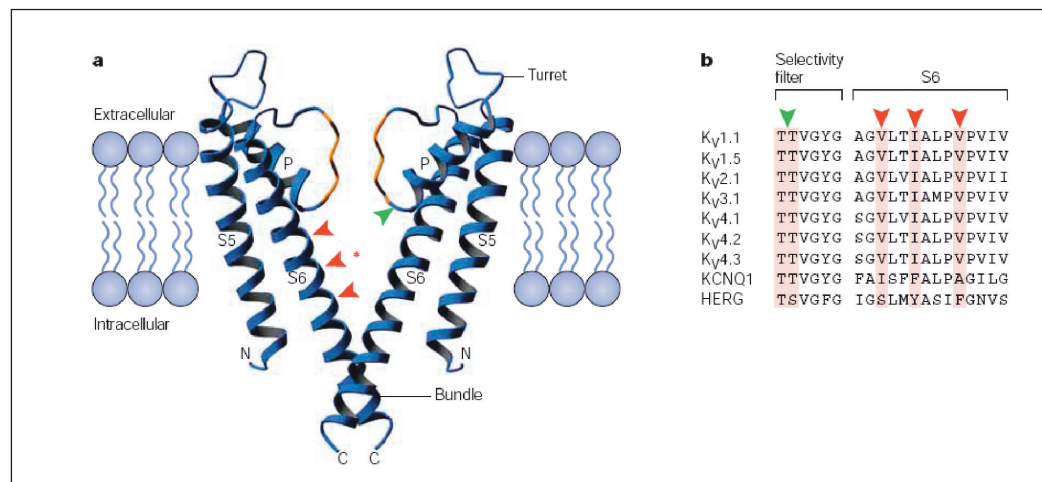 a
Turret
Extracellular
P
P
S5
S5
S6
*
S6
Intracellular
N
N
Bundle
C C
b
Selectivity
filter
S6
KV1.1 TTVGYG AGVLTIALPVPVIV
KV1.5 TTVGYG AGVLTIALPVPVIV
KV2.1 TTVGYG AGVLTIALPVPVII
KV3.1 TTVGYG AGVLTIAMPVPVIV
KV4.1 TTVGYG SGVLVIALPVPVIV
KV4.2 TTVGYG SGVLTIALPVPVIV
KV4.3 TTVGYG SGVLTIALPVPVIV
KCNQ1 TTVGYG FAISFFALPAGILG
HERG TSVGFG IGSLMYASIFGNVS